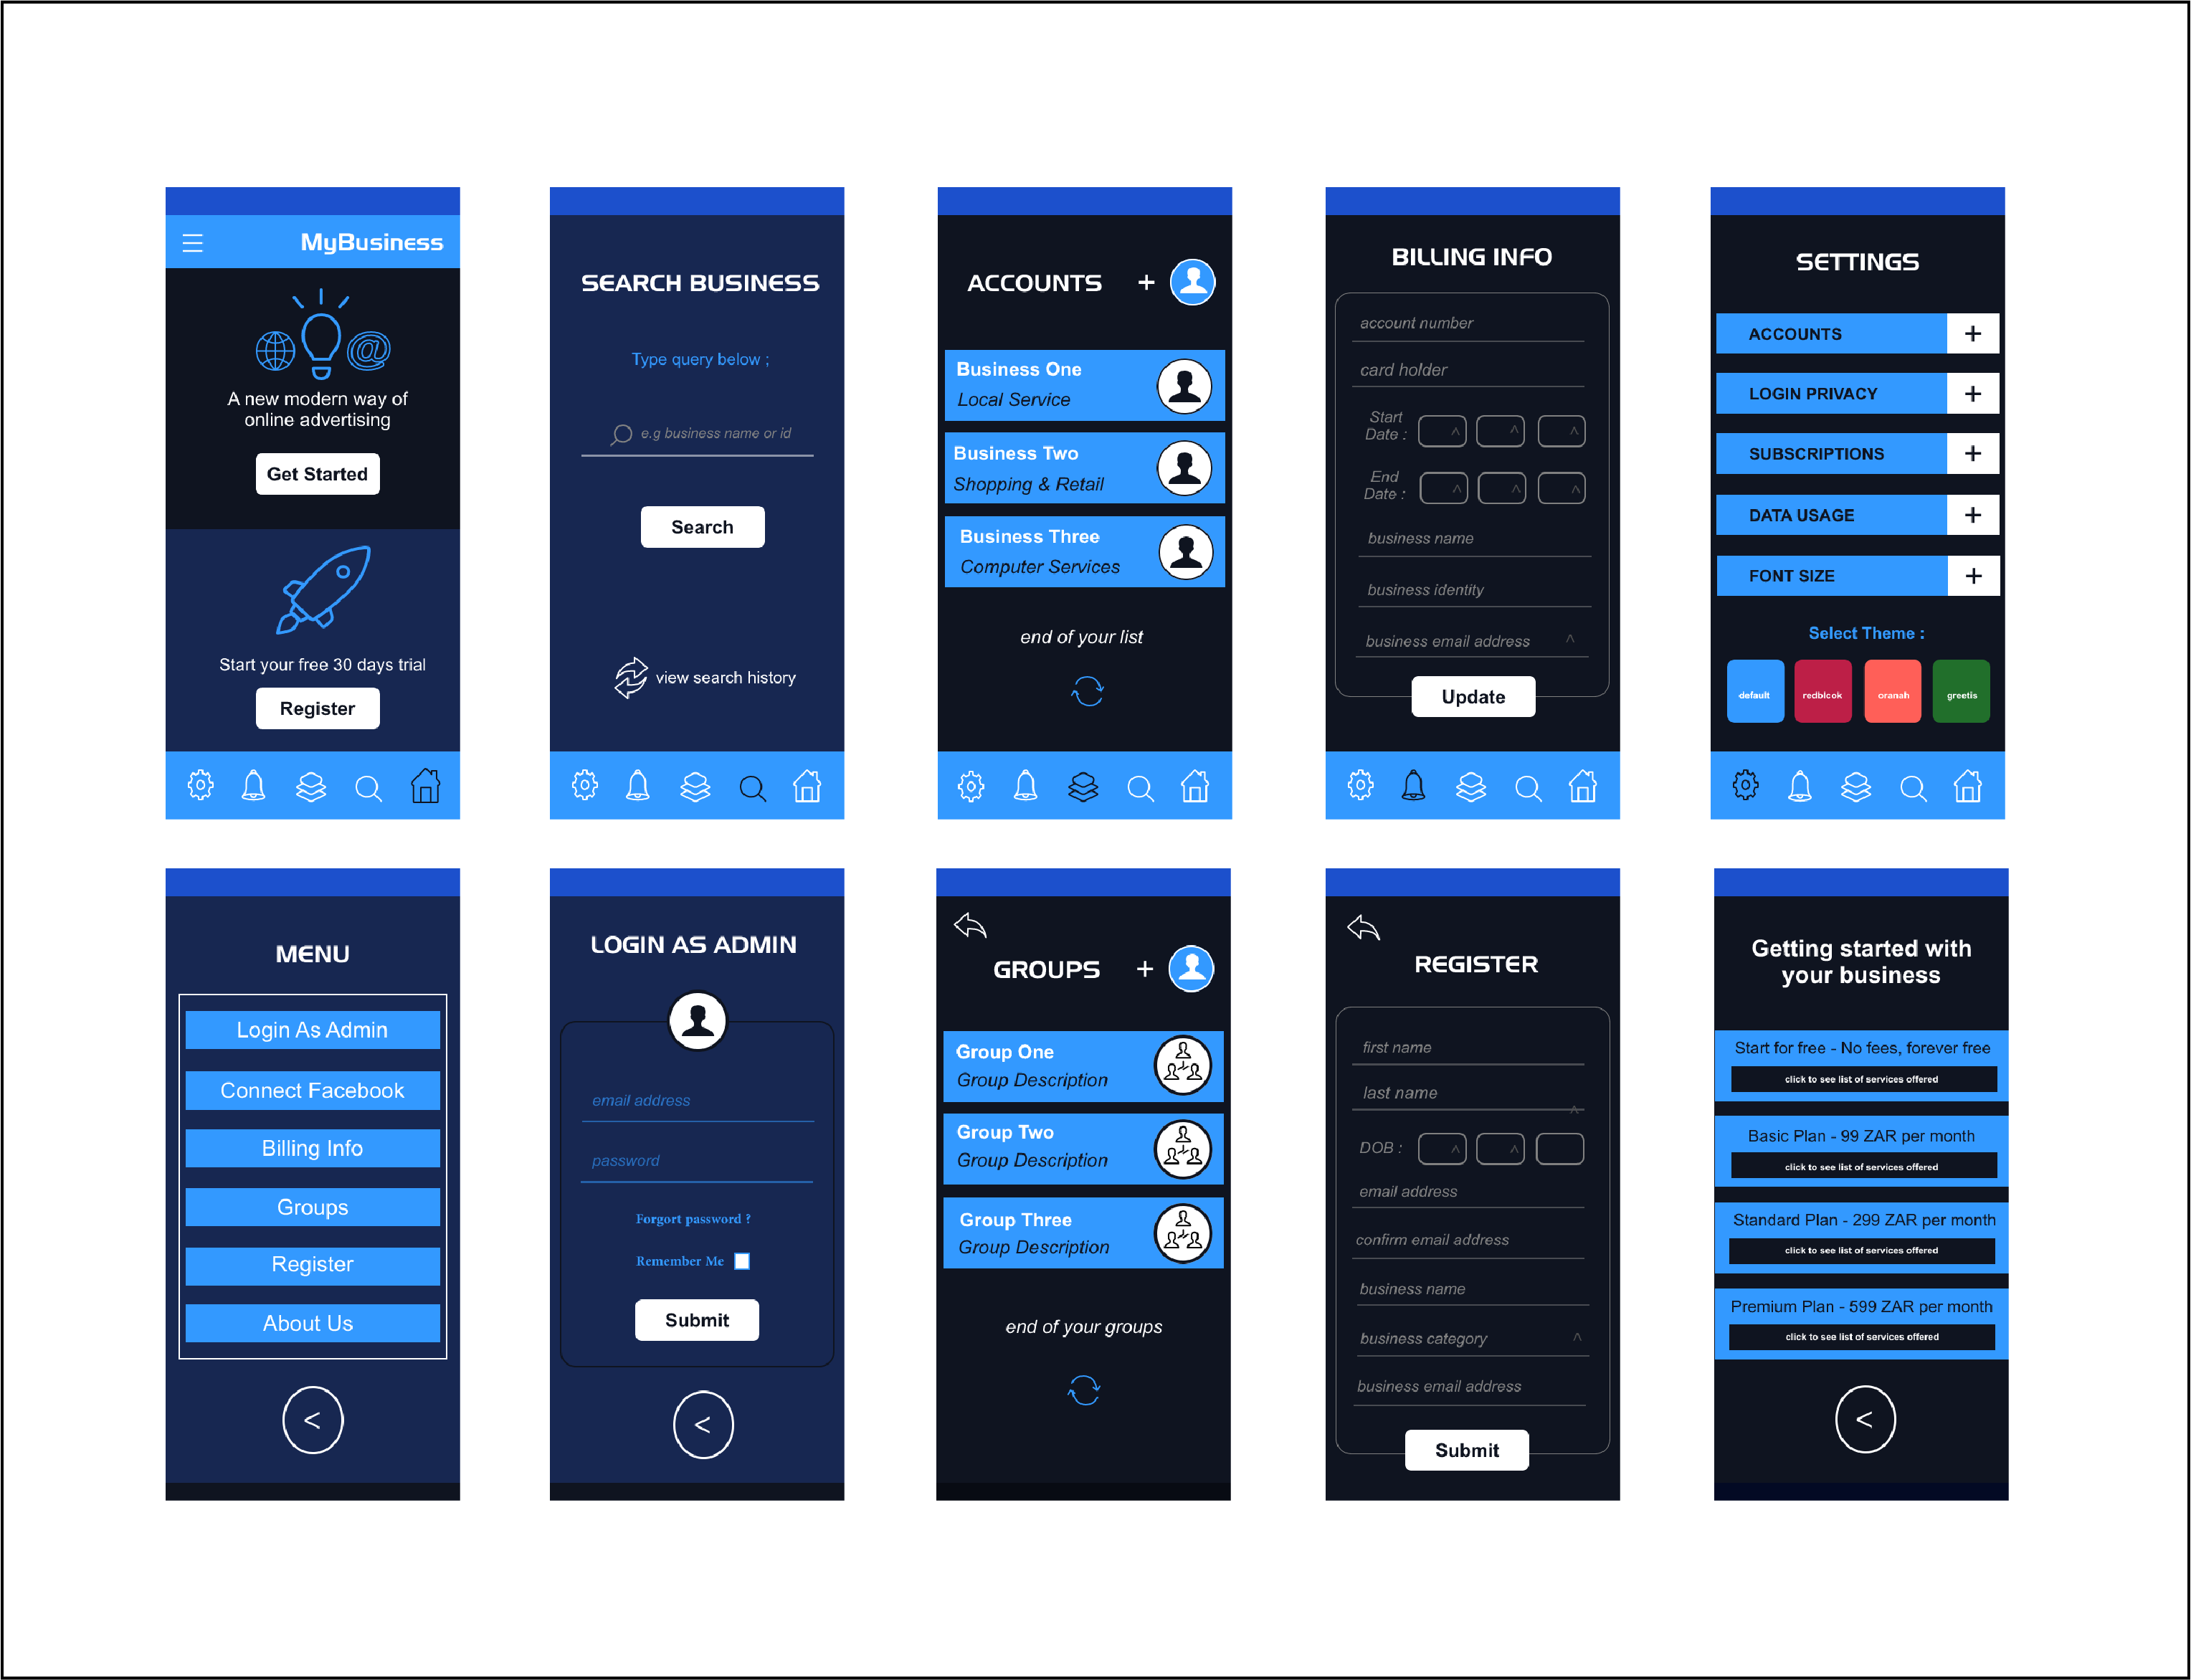 MyBusiness
A new modern way of
online advertising
Get Started
Start your free 30 days trial
Register
SEARCH BUSINESS
Type query below ;
e.g business name or id
Search
view search history
ACCOUNTS +
Business One
Local Service
Business Two
Shopping & Retail
Business Three
Computer Services
end of your list
BILLING INFO
account number
card holder
Start
Date :
^ ^ ^
End
Date :
^ ^ ^
business name
business identity
business email address ^
Update
SETTINGS
ACCOUNTS +
LOGIN PRIVACY +
SUBSCRIPTIONS +
DATA USAGE +
FONT SIZE +
Select Theme :
default redblcok oranah greetis
MENU
Login As Admin
Connect Facebook
Billing Info
Groups
Register
About Us
<
LOGIN AS ADMIN
email address
password
Forgort password ?
Remember Me
Submit
<
GROUPS +
Group One
Group Description
Group Two
Group Description
Group Three
Group Description
end of your groups
REGISTER
first name
last name
^
DOB : ^ ^
email address
confirm email address
business name
business category ^
business email address
Submit
Getting started with
your business
Start for free - No fees, forever free
click to see list of services offered
Basic Plan - 99 ZAR per month
click to see list of services offered
Standard Plan - 299 ZAR per month
click to see list of services offered
Premium Plan - 599 ZAR per month
click to see list of services offered
<